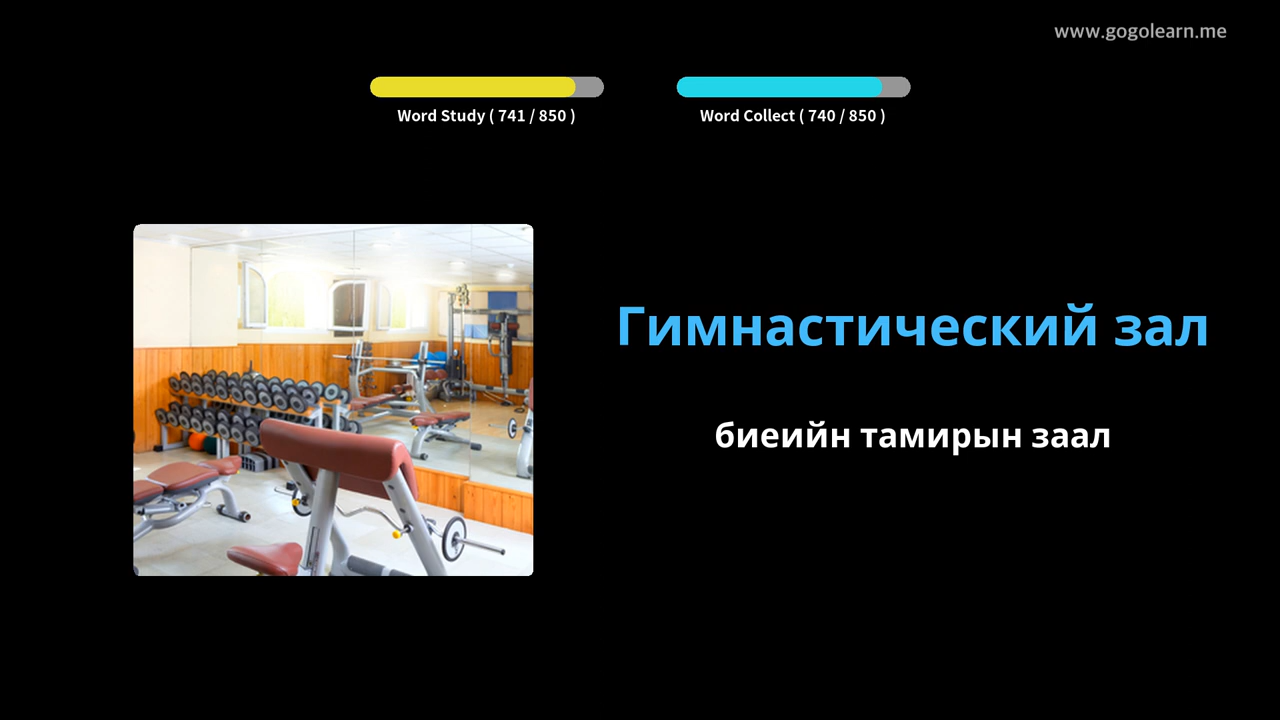 www.gogolearn.me
Word Study ( 741 / 850 )
Word Collect ( 740 / 850 )
Гимнастический зал
биеийн тамирын заал